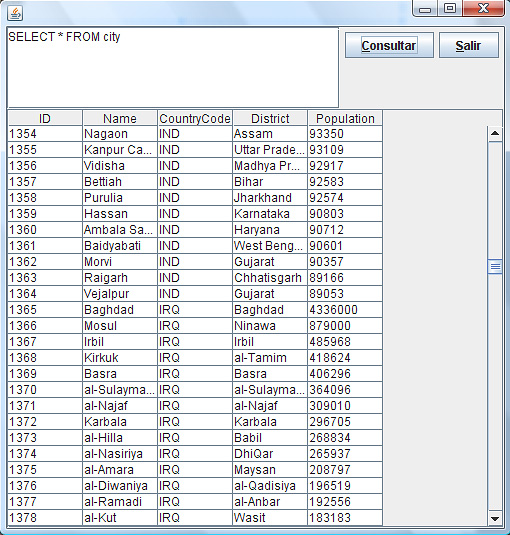 SELECT * FROM city
Consultar
Salir
ID Name CountryCode District Population
1354 Nagaon IND Assam 93350
1355 Kanpur Ca... IND Uttar Prade... 93109
1356 Vidisha IND Madhya Pr... 92917
1357 Bettiah IND Bihar 92583
1358 Purulia IND Jharkhand 92574
1359 Hassan IND Karnataka 90803
1360 Ambala Sa... IND Haryana 90712
1361 Baidyabati IND West Beng... 90601
1362 Morvi IND Gujarat 90357
1363 Raigarh IND Chhatisgarh 89166
1364 Vejalpur IND Gujarat 89053
1365 Baghdad IRQ Baghdad 4336000
1366 Mosul IRQ Ninawa 879000
1367 Irbil IRQ Irbil 485968
1368 Kirkuk IRQ al-Tamim 418624
1369 Basra IRQ Basra 406296
1370 al-Sulayma... IRQ al-Sulayma... 364096
1371 al-Najaf IRQ al-Najaf 309010
1372 Karbala IRQ Karbala 296705
1373 al-Hilla IRQ Babil 268834
1374 al-Nasiriya IRQ DhiQar 265937
1375 al-Amara IRQ Maysan 208797
1376 al-Diwaniya IRQ al-Qadisiya 196519
1377 al-Ramadi IRQ al-Anbar 192556
1378 al-Kut IRQ Wasit 183183